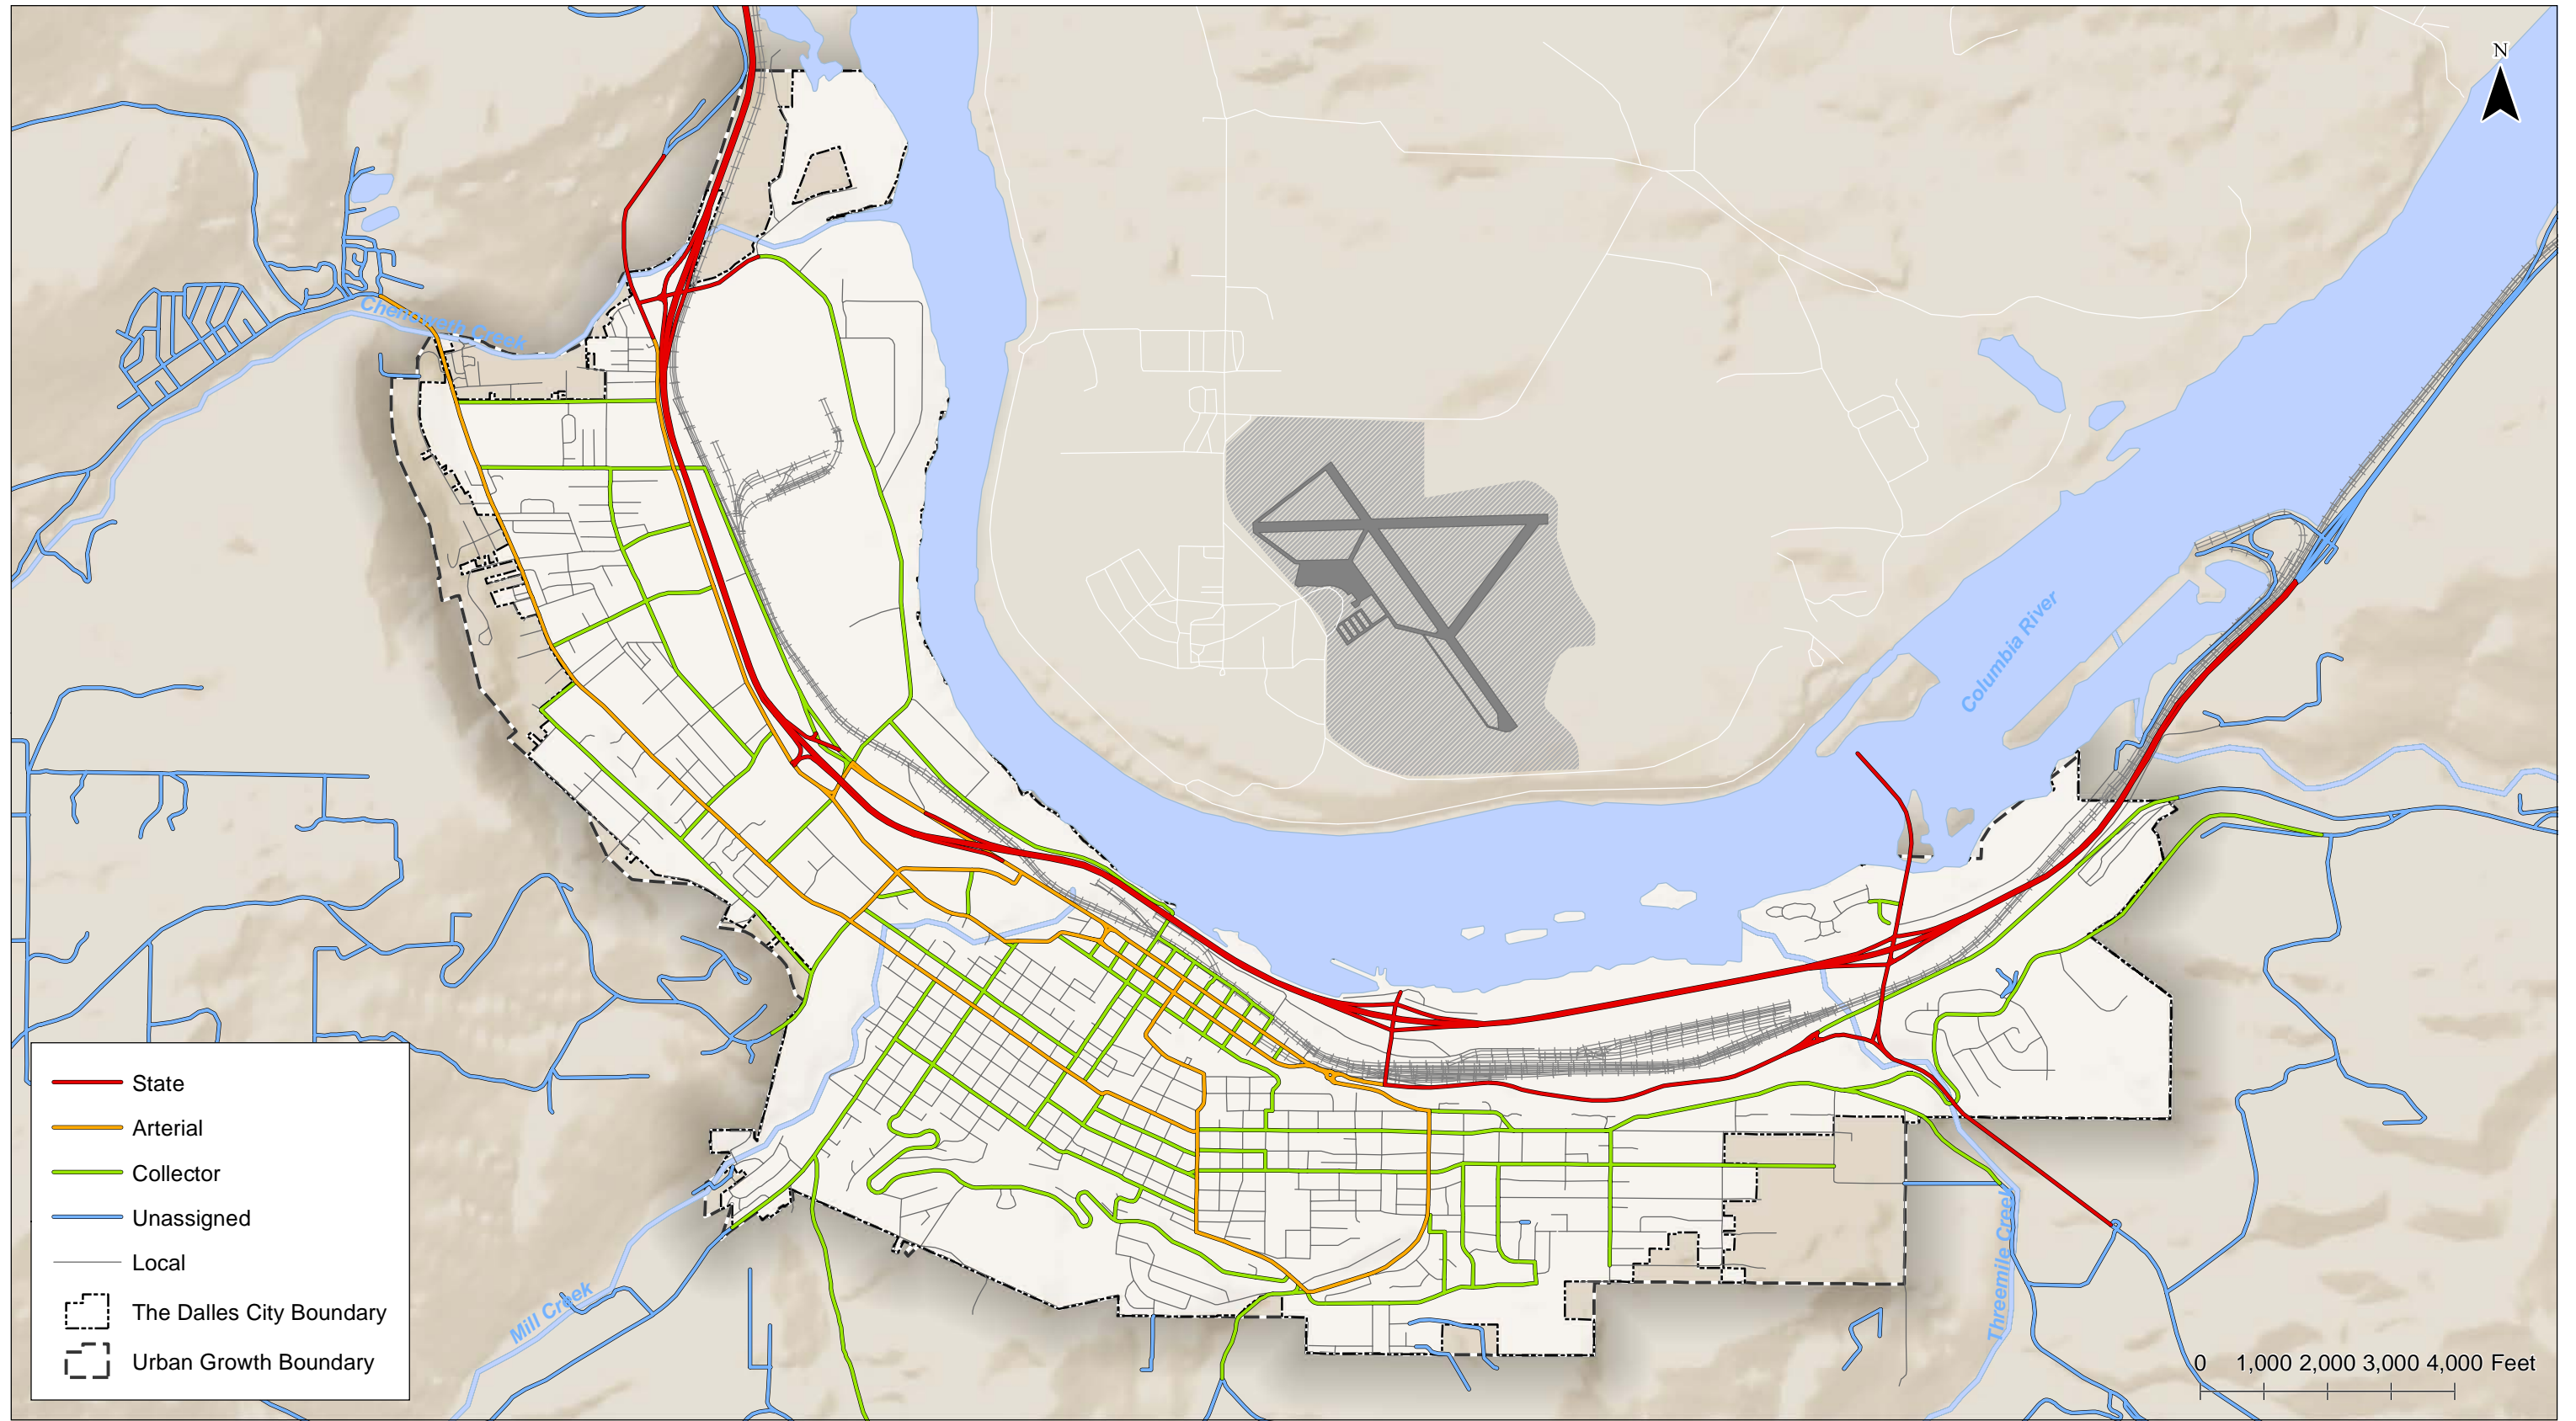 N
Chenoweth Creek
Columbia River
State
Arterial
Collector
Unassigned
Local
The Dalles City Boundary
Urban Growth Boundary
Mill Creek
Threemile Creek
0 1,000 2,000 3,000 4,000 Feet